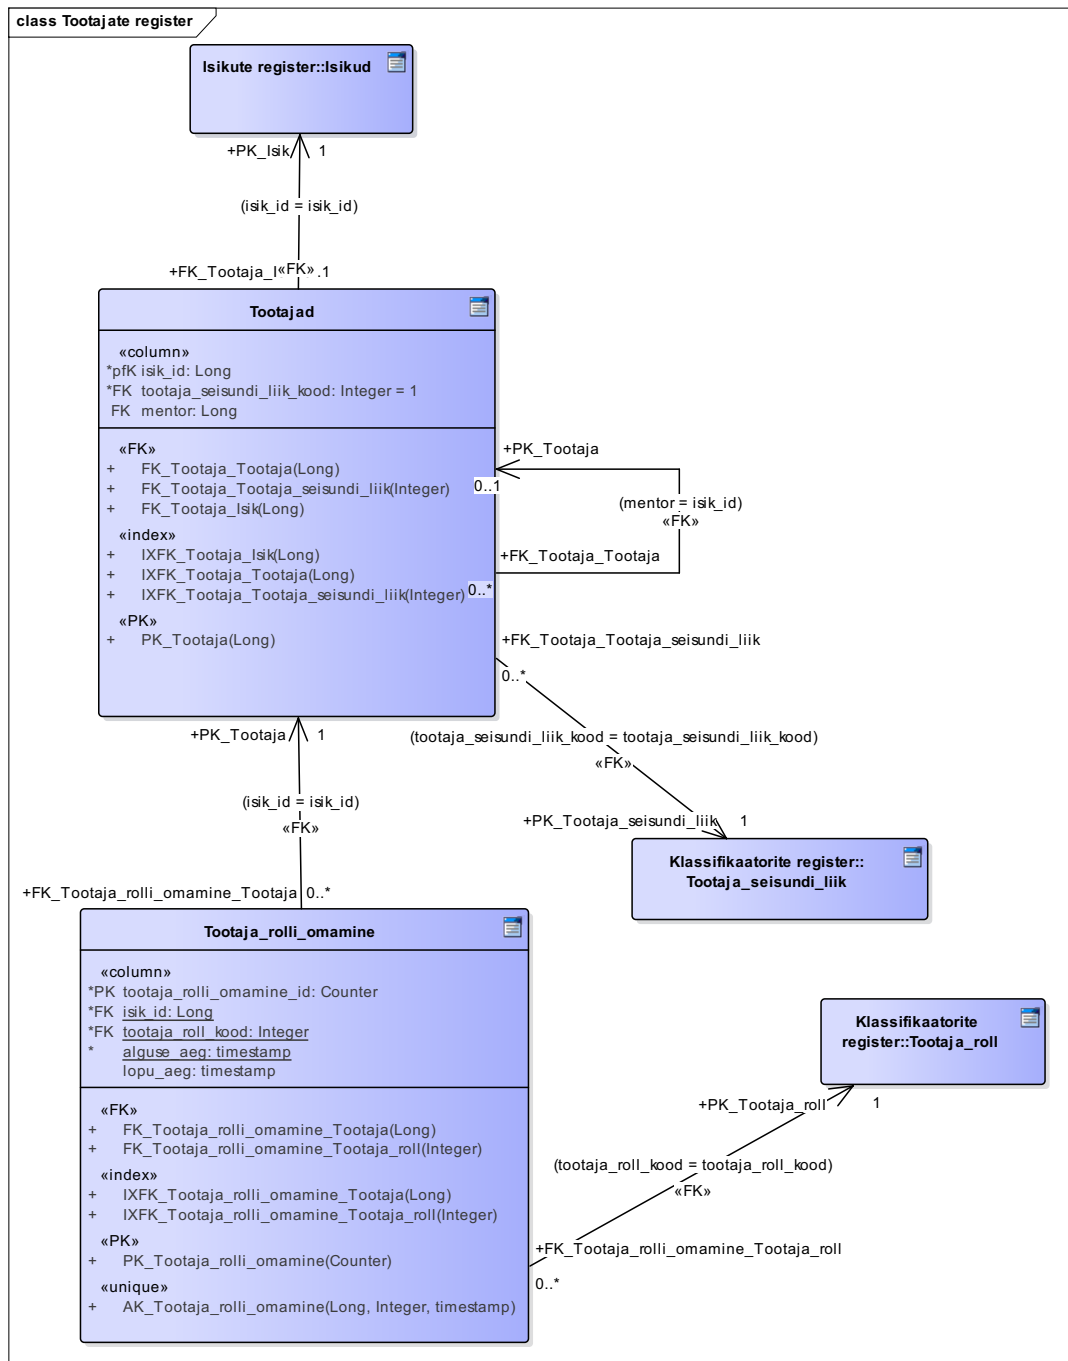 class Tootajate register
Isikute register::Isikud
+PK_Isik
1
(isik_id = isik_id)
+FK_Tootaja_I
«FK»
.1
Tootajad
«column»
*pfK isik_id: Long
*FK tootaja_seisundi_liik_kood: Integer = 1
FK mentor: Long
«FK»
+ FK_Tootaja_Tootaja(Long)
+ FK_Tootaja_Tootaja_seisundi_liik(Integer)
+ FK_Tootaja_Isik(Long)
«index»
+ IXFK_Tootaja_Isik(Long)
+ IXFK_Tootaja_Tootaja(Long)
+ IXFK_Tootaja_Tootaja_seisundi_liik(Integer)
«PK»
+ PK_Tootaja(Long)
+PK_Tootaja
0..1
(mentor = isik_id)
«FK»
+FK_Tootaja_Tootaja
0..*
+FK_Tootaja_Tootaja_seisundi_liik
0..*
(tootaja_seisundi_liik_kood = tootaja_seisundi_liik_kood)
«FK»
+PK_Tootaja_seisundi_liik
1
Klassifikaatorite register::
Tootaja_seisundi_liik
+PK_Tootaja
1
(isik_id = isik_id)
«FK»
+FK_Tootaja_rolli_omamine_Tootaja
0..*
Tootaja_rolli_omamine
«column»
*PK tootaja_rolli_omamine_id: Counter
*FK isik_id: Long
*FK tootaja_roll_kood: Integer
* alguse_aeg: timestamp
lopu_aeg: timestamp
«FK»
+ FK_Tootaja_rolli_omamine_Tootaja(Long)
+ FK_Tootaja_rolli_omamine_Tootaja_roll(Integer)
«index»
+ IXFK_Tootaja_rolli_omamine_Tootaja(Long)
+ IXFK_Tootaja_rolli_omamine_Tootaja_roll(Integer)
«PK»
+ PK_Tootaja_rolli_omamine(Counter)
«unique»
+ AK_Tootaja_rolli_omamine(Long, Integer, timestamp)
Klassifikaatorite
register::Tootaja_roll
+PK_Tootaja_roll
1
(tootaja_roll_kood = tootaja_roll_kood)
«FK»
+FK_Tootaja_rolli_omamine_Tootaja_roll
0..*